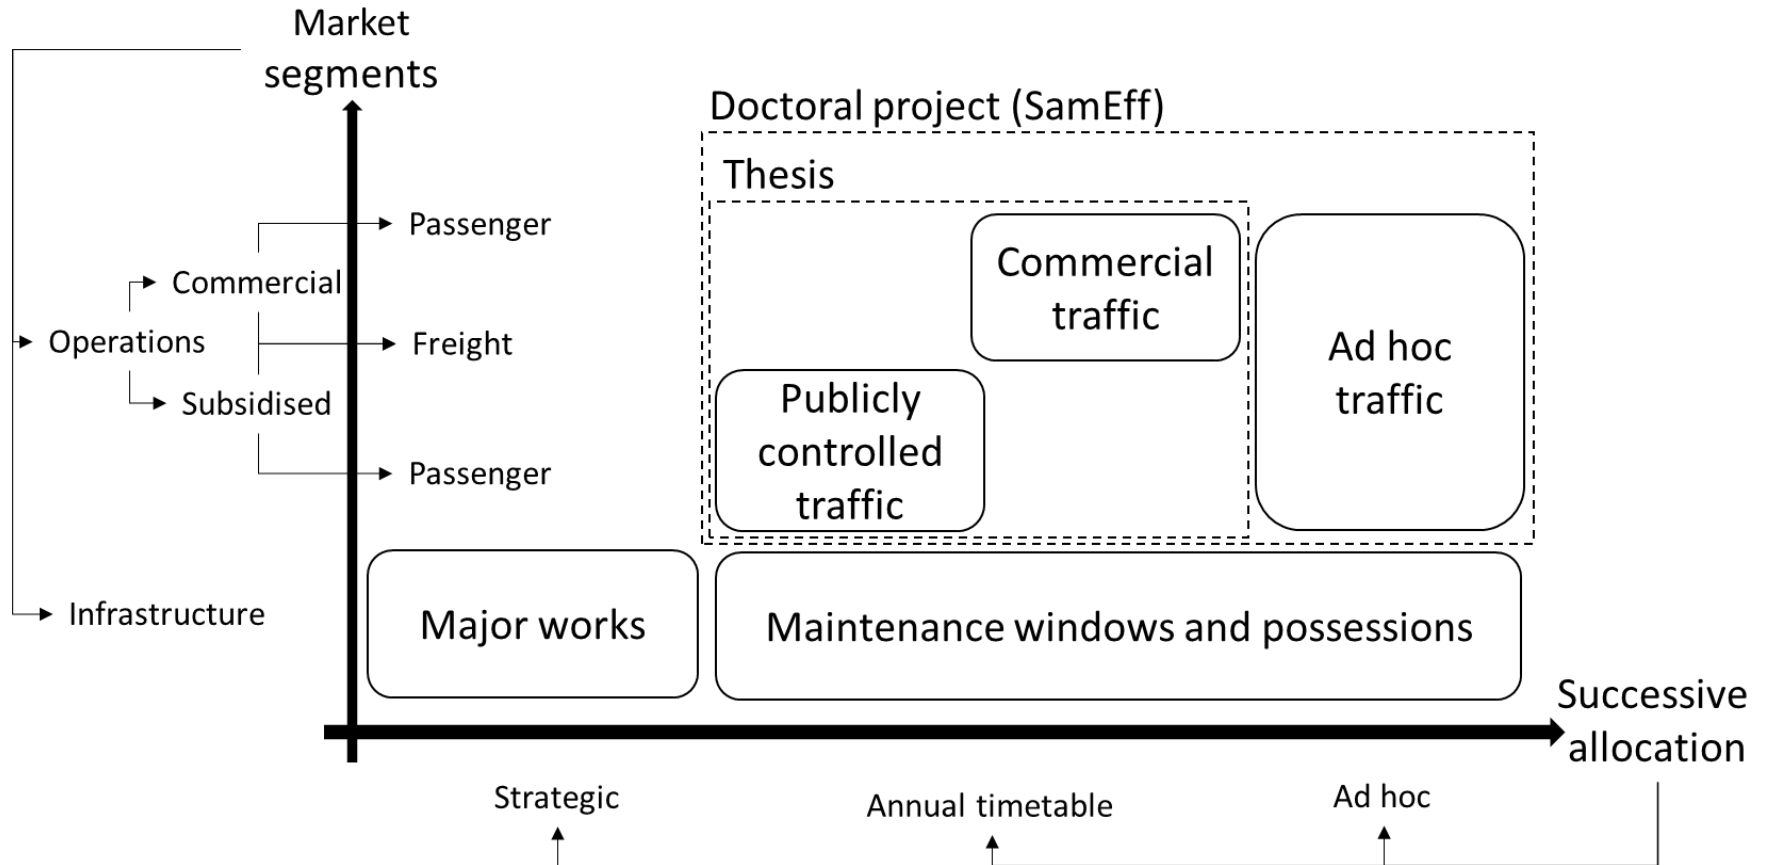 Market
segments
Doctoral project (SamEff)
Thesis
Passenger
Commercial
traffic
Commercial
Ad hoc
traffic
Operations
Freight
Publicly
controlled
traffic
Subsidised
Passenger
Infrastructure
Major works
Maintenance windows and possessions
Successive
allocation
Strategic
Annual timetable
Ad hoc